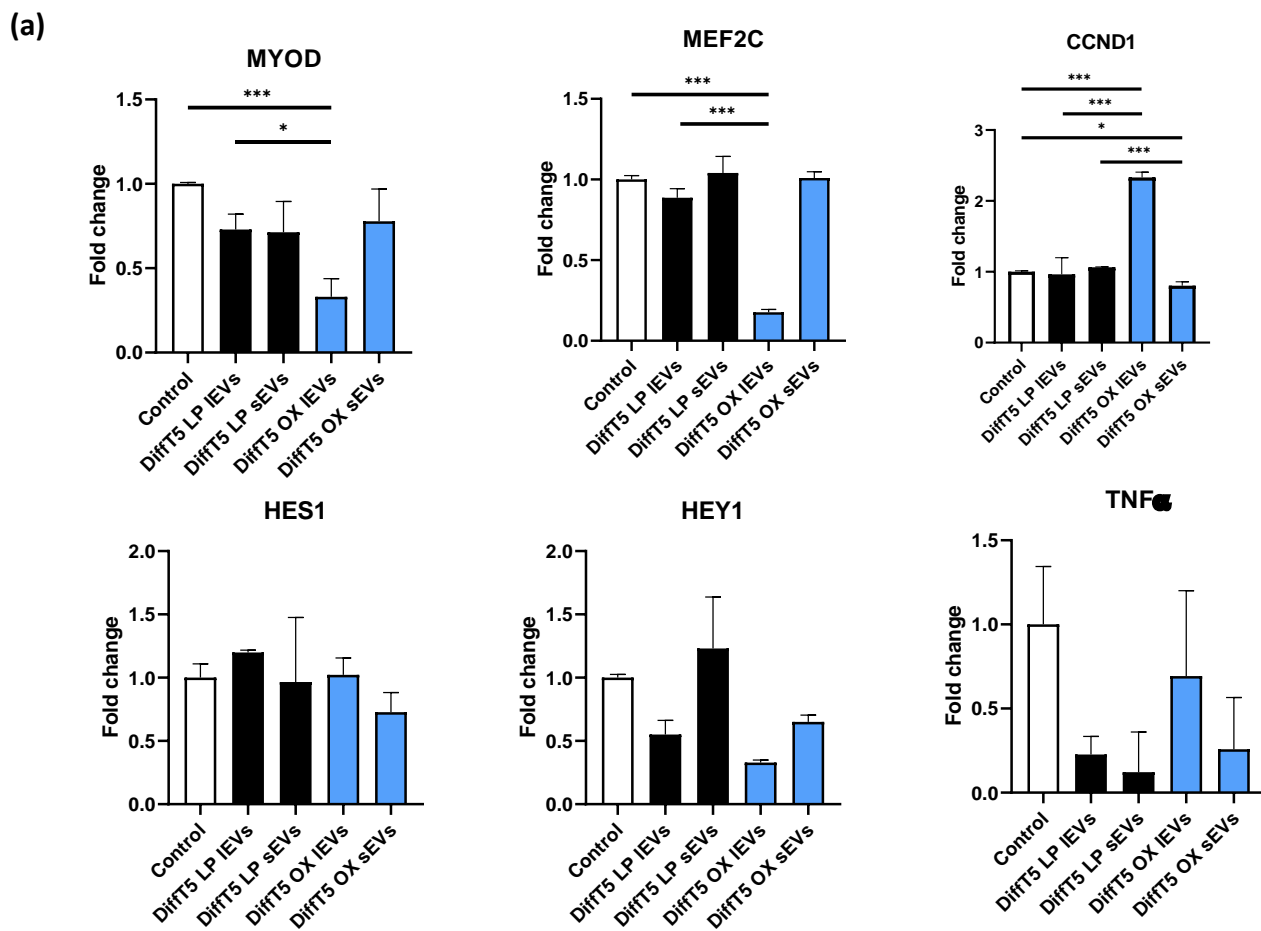 (a)
MYOD
***
*
Fold change
1.5
1.0
0.5
0.0
Control
DiffT5 LP lEVs
DiffT5 LP sEVs
DiffT5 OX lEVs
DiffT5 OX sEVs
MEF2C
***
***
Fold change
1.5
1.0
0.5
0.0
Control
DiffT5 LP lEVs
DiffT5 LP sEVs
DiffT5 OX lEVs
DiffT5 OX sEVs
CCND1
***
***
*
***
Fold change
3
2
1
0
Control
DiffT5 LP lEVs
DiffT5 LP sEVs
DiffT5 OX lEVs
DiffT5 OX sEVs
HES1
Fold change
2.0
1.5
1.0
0.5
0.0
Control
DiffT5 LP lEVs
DiffT5 LP sEVs
DiffT5 OX lEVs
DiffT5 OX sEVs
HEY1
Fold change
2.0
1.5
1.0
0.5
0.0
Control
DiffT5 LP lEVs
DiffT5 LP sEVs
DiffT5 OX lEVs
DiffT5 OX sEVs
TNFα
Fold change
1.5
1.0
0.5
0.0
Control
DiffT5 LP lEVs
DiffT5 LP sEVs
DiffT5 OX lEVs
DiffT5 OX sEVs